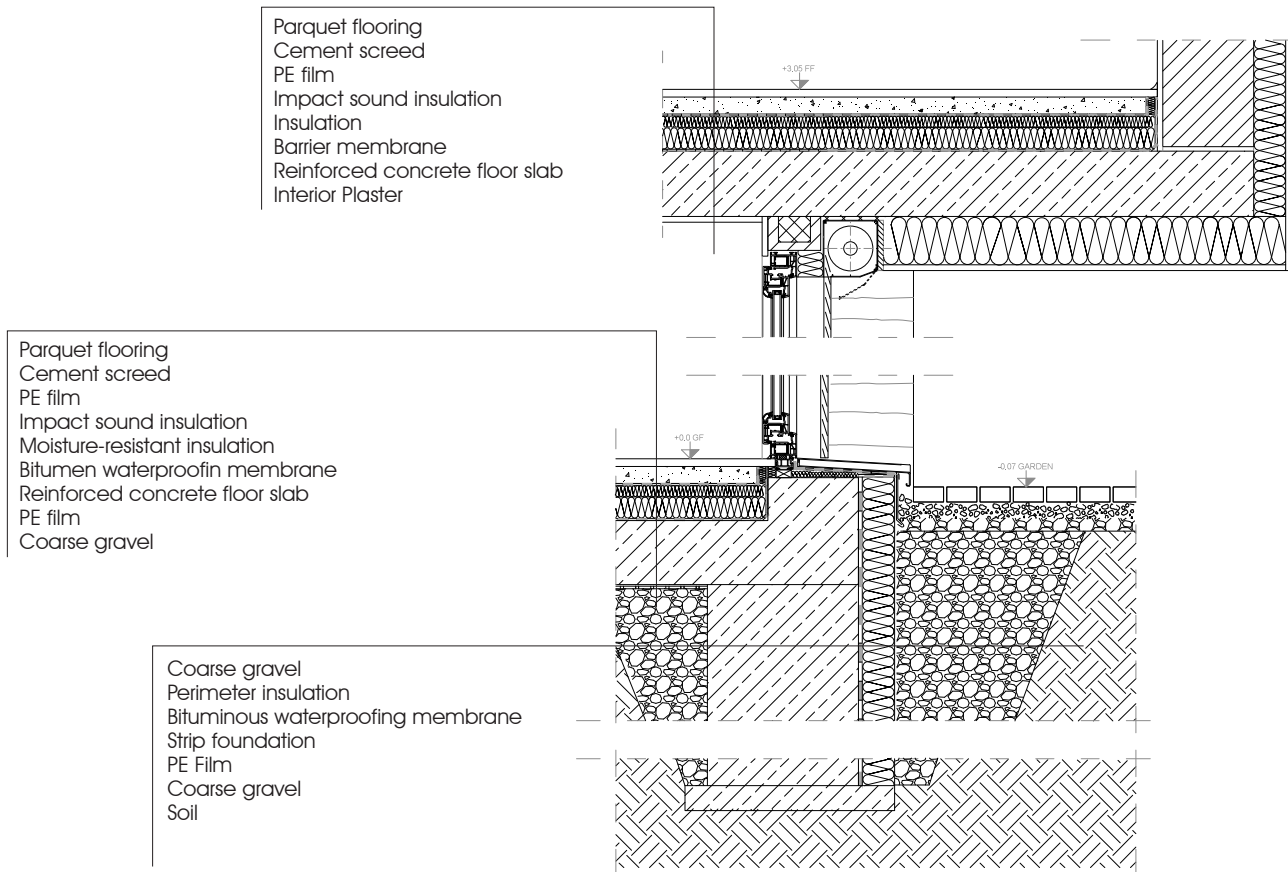 Parquet flooring
Cement screed
PE film
Impact sound insulation
Insulation
Barrier membrane
Reinforced concrete floor slab
Interior Plaster
+3,05 FF
Parquet flooring
Cement screed
PE film
Impact sound insulation
Moisture-resistant insulation
Bitumen waterproofin membrane
Reinforced concrete floor slab
PE film
Coarse gravel
+0,0 GF
-0,07 GARDEN
Coarse gravel
Perimeter insulation
Bituminous waterproofing membrane
Strip foundation
PE Film
Coarse gravel
Soil